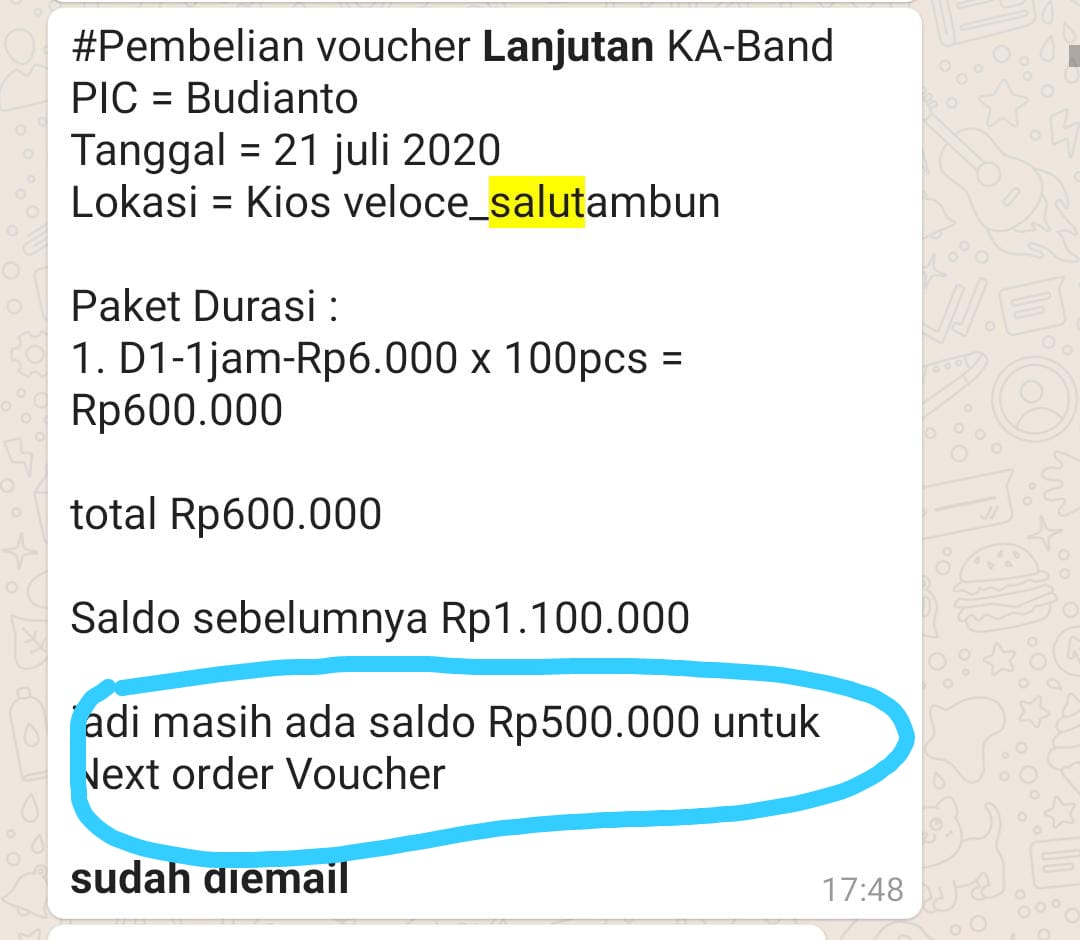 #Pembelian voucher Lanjutan KA-Band
PIC = Budianto
Tanggal = 21 juli 2020
Lokasi = Kios veloce_salutambun
Paket Durasi :
1. D1-1jam-Rp6.000 x 100pcs =
Rp600.000
total Rp600.000
Saldo sebelumnya Rp1.100.000
jadi masih ada saldo Rp500.000 untuk
Next order Voucher
sudah diemail
17:48